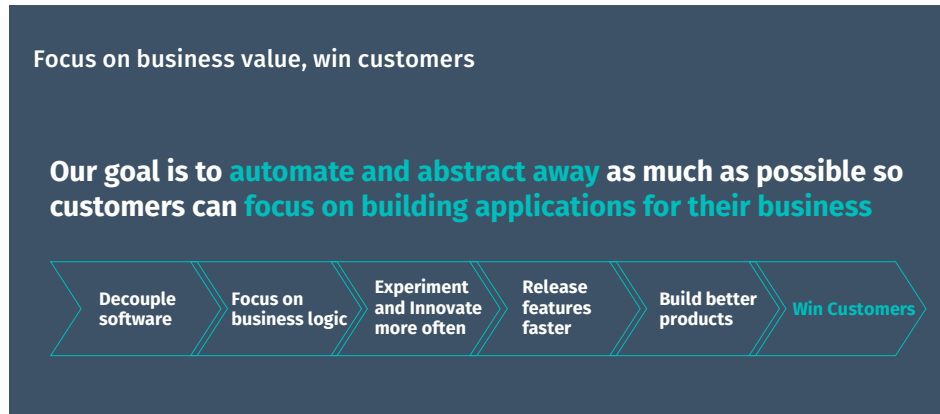 Focus on business value, win customers
Our goal is to automate and abstract away as much as possible so
customers can focus on building applications for their business
Decouple
software
Focus on
business logic
Experiment
and Innovate
more often
Release
features
faster
Build better
products
Win Customers